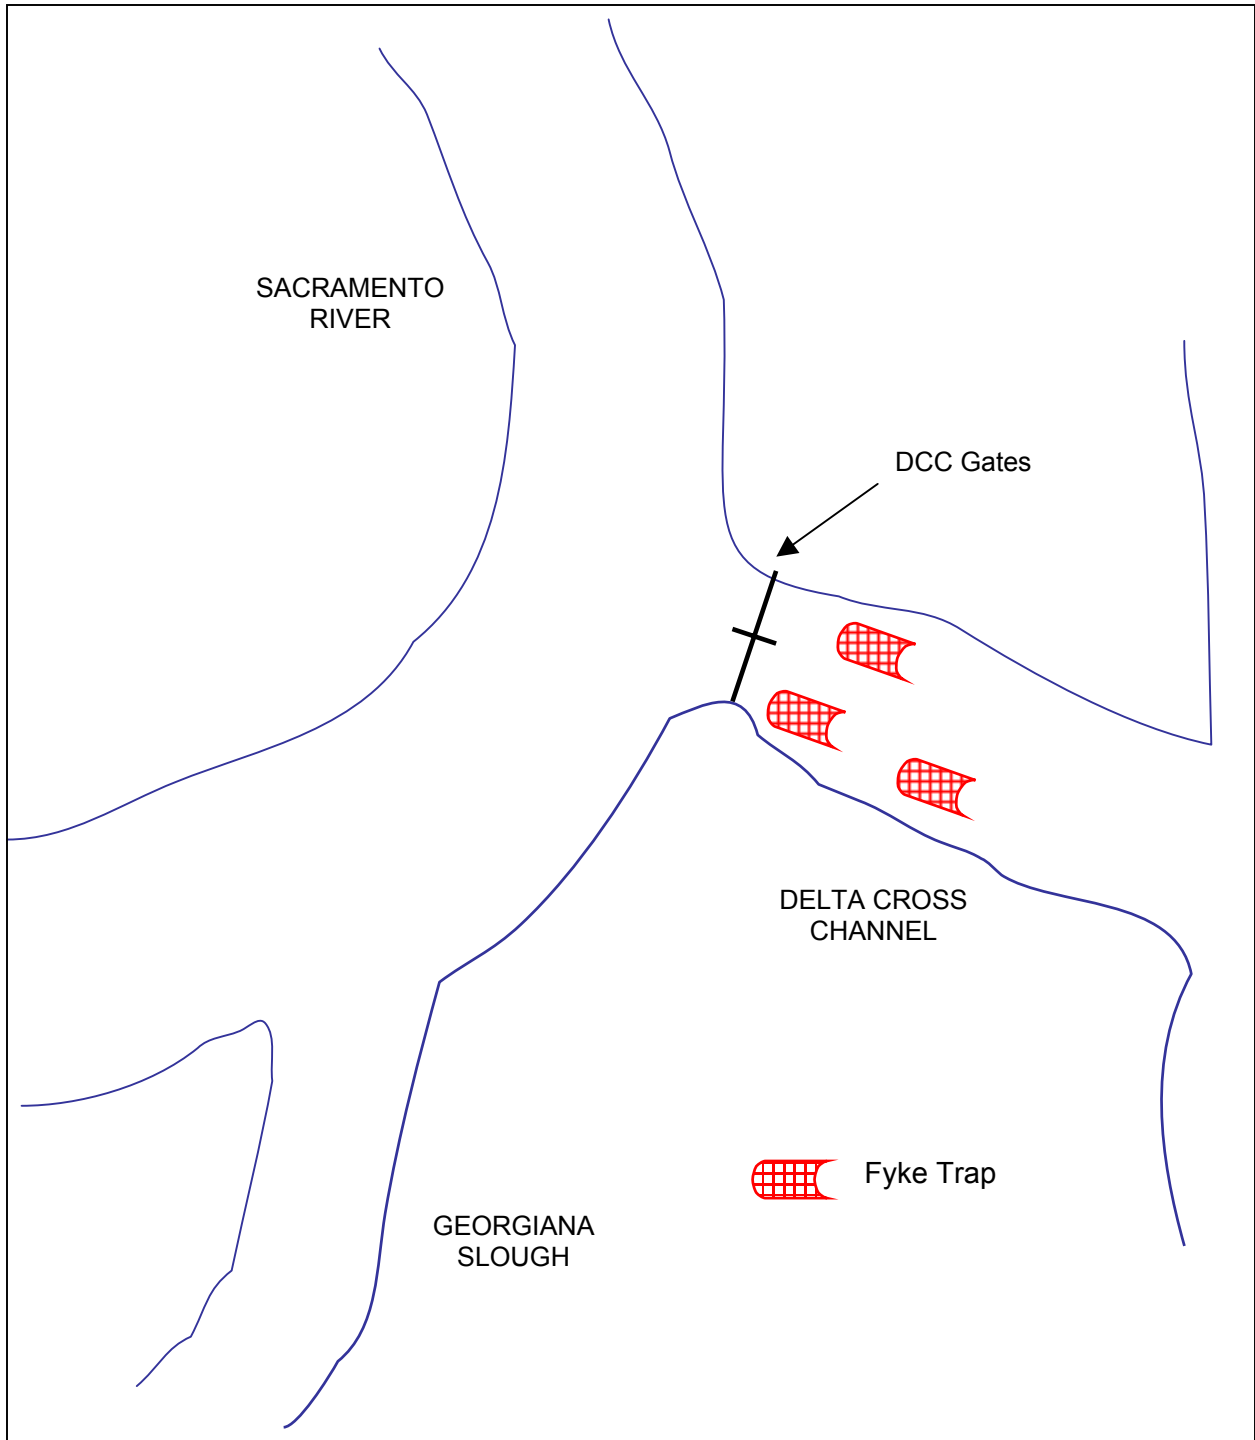 SACRAMENTO
RIVER
DCC Gates
DELTA CROSS
CHANNEL
Fyke Trap
GEORGIANA
SLOUGH